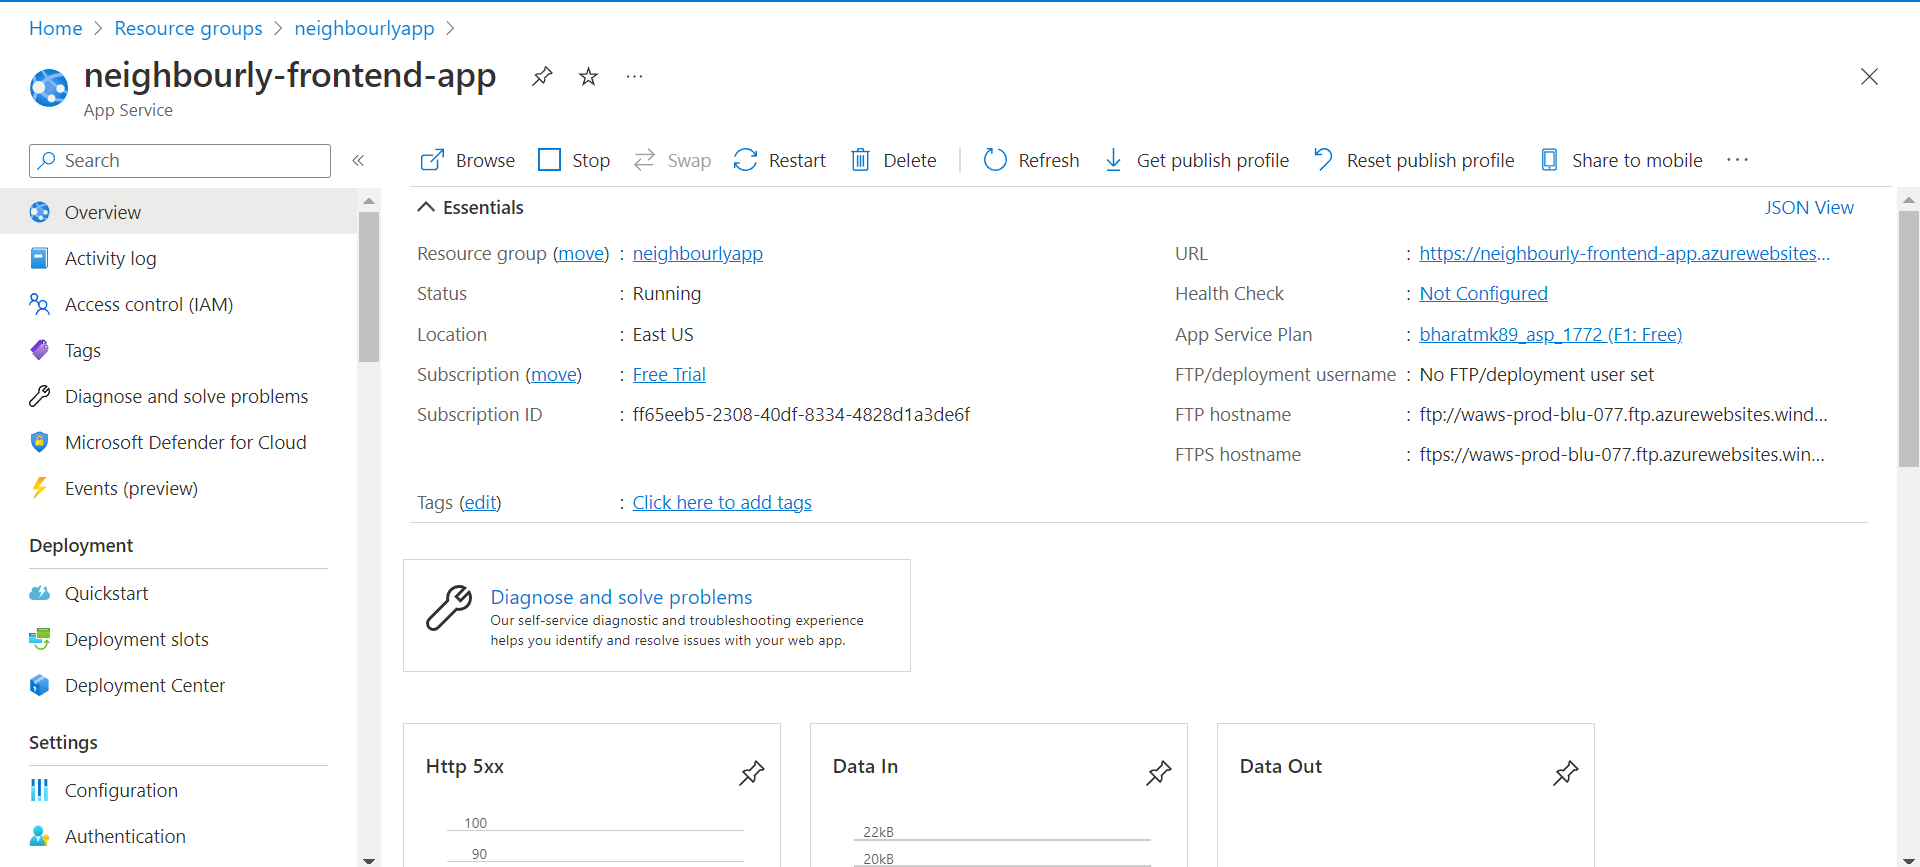 Home > Resource groups > neighbourlyapp >
neighbourly-frontend-app ...
App Service
Search «
Browse Stop Swap Restart Delete Refresh Get publish profile Reset publish profile Share to mobile ...
Overview
Activity log
Access control (IAM)
Tags
Diagnose and solve problems
Microsoft Defender for Cloud
Events (preview)
Deployment
Quickstart
Deployment slots
Deployment Center
Settings
Configuration
Authentication
Essentials JSON View
Resource group (move) : neighbourlyapp
Status : Running
Location : East US
Subscription (move) : Free Trial
Subscription ID : ff65eeb5-2308-40df-8334-4828d1a3de6f
URL : https://neighbourly-frontend-app.azurewebsites...
Health Check : Not Configured
App Service Plan : bharatmk89_asp_1772 (F1: Free)
FTP/deployment username : No FTP/deployment user set
FTP hostname : ftp://waws-prod-blu-077.ftp.azurewebsites.wind...
FTPS hostname : ftps://waws-prod-blu-077.ftp.azurewebsites.win...
Tags (edit) : Click here to add tags
Diagnose and solve problems
Our self-service diagnostic and troubleshooting experience
helps you identify and resolve issues with your web app.
Http 5xx
100
90
Data In
22kB
20kB
Data Out